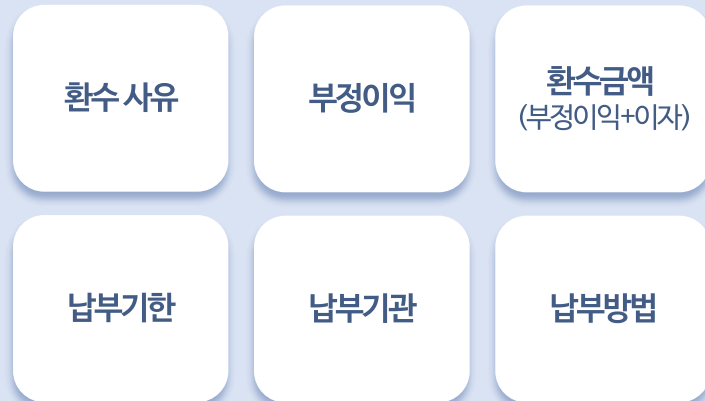 환수 사유
부정이익
환수금액
(부정이익+이자)
납부기한
납부기관
납부방법